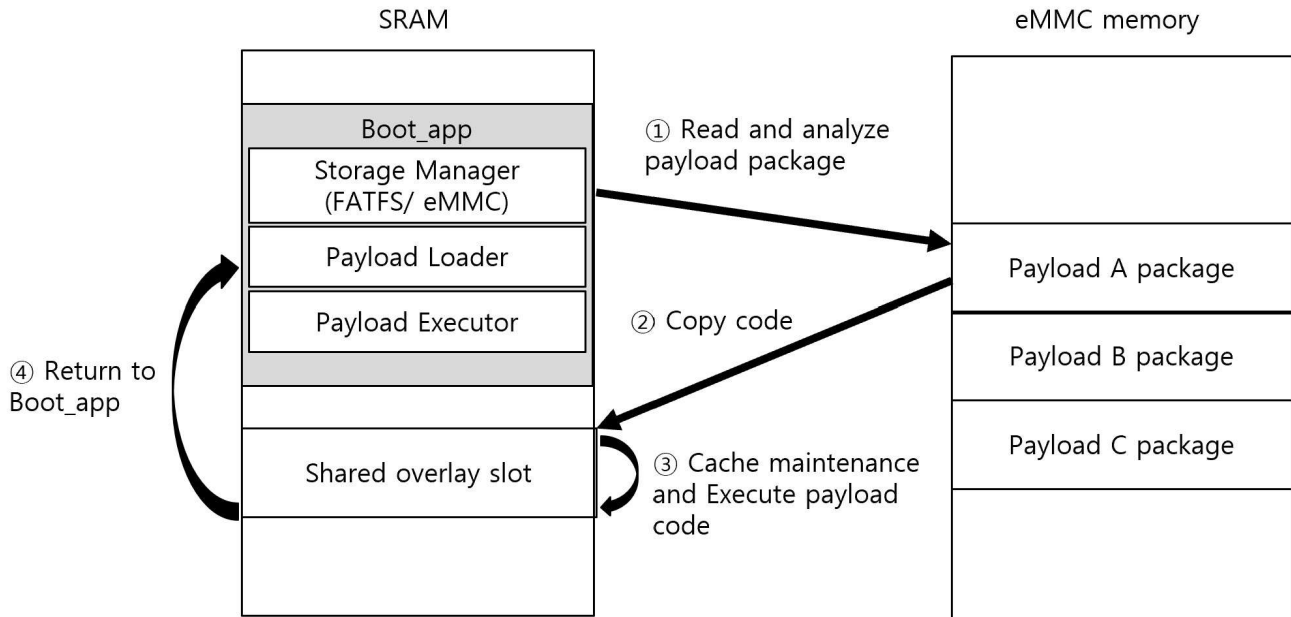 SRAM
eMMC memory
Boot_app
Storage Manager
(FATFS/ eMMC)
Payload Loader
Payload Executor
① Read and analyze
payload package
Payload A package
② Copy code
Payload B package
④ Return to
Boot_app
Payload C package
Shared overlay slot
③ Cache maintenance
and Execute payload
code